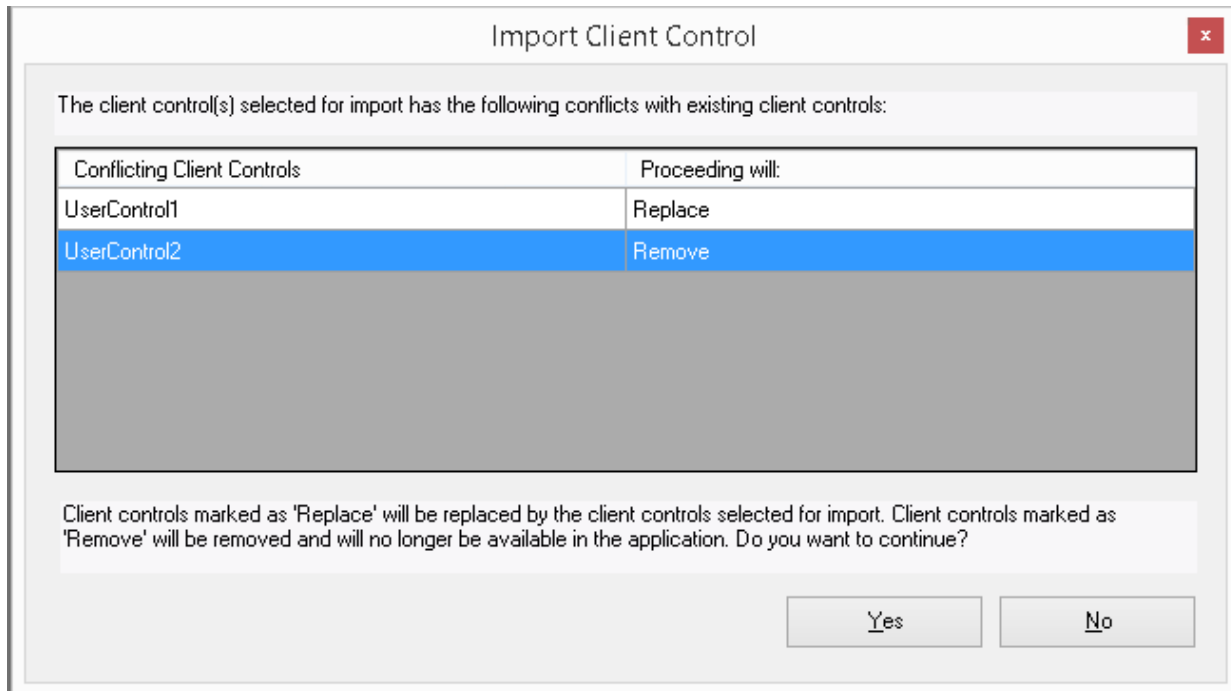 Import Client Control
x
The client control(s) selected for import has the following conflicts with existing client controls:
Conflicting Client Controls Proceeding will:
UserControl1 Replace
UserControl2 Remove
Client controls marked as 'Replace' will be replaced by the client controls selected for import. Client controls marked as
'Remove' will be removed and will no longer be available in the application. Do you want to continue?
Yes No